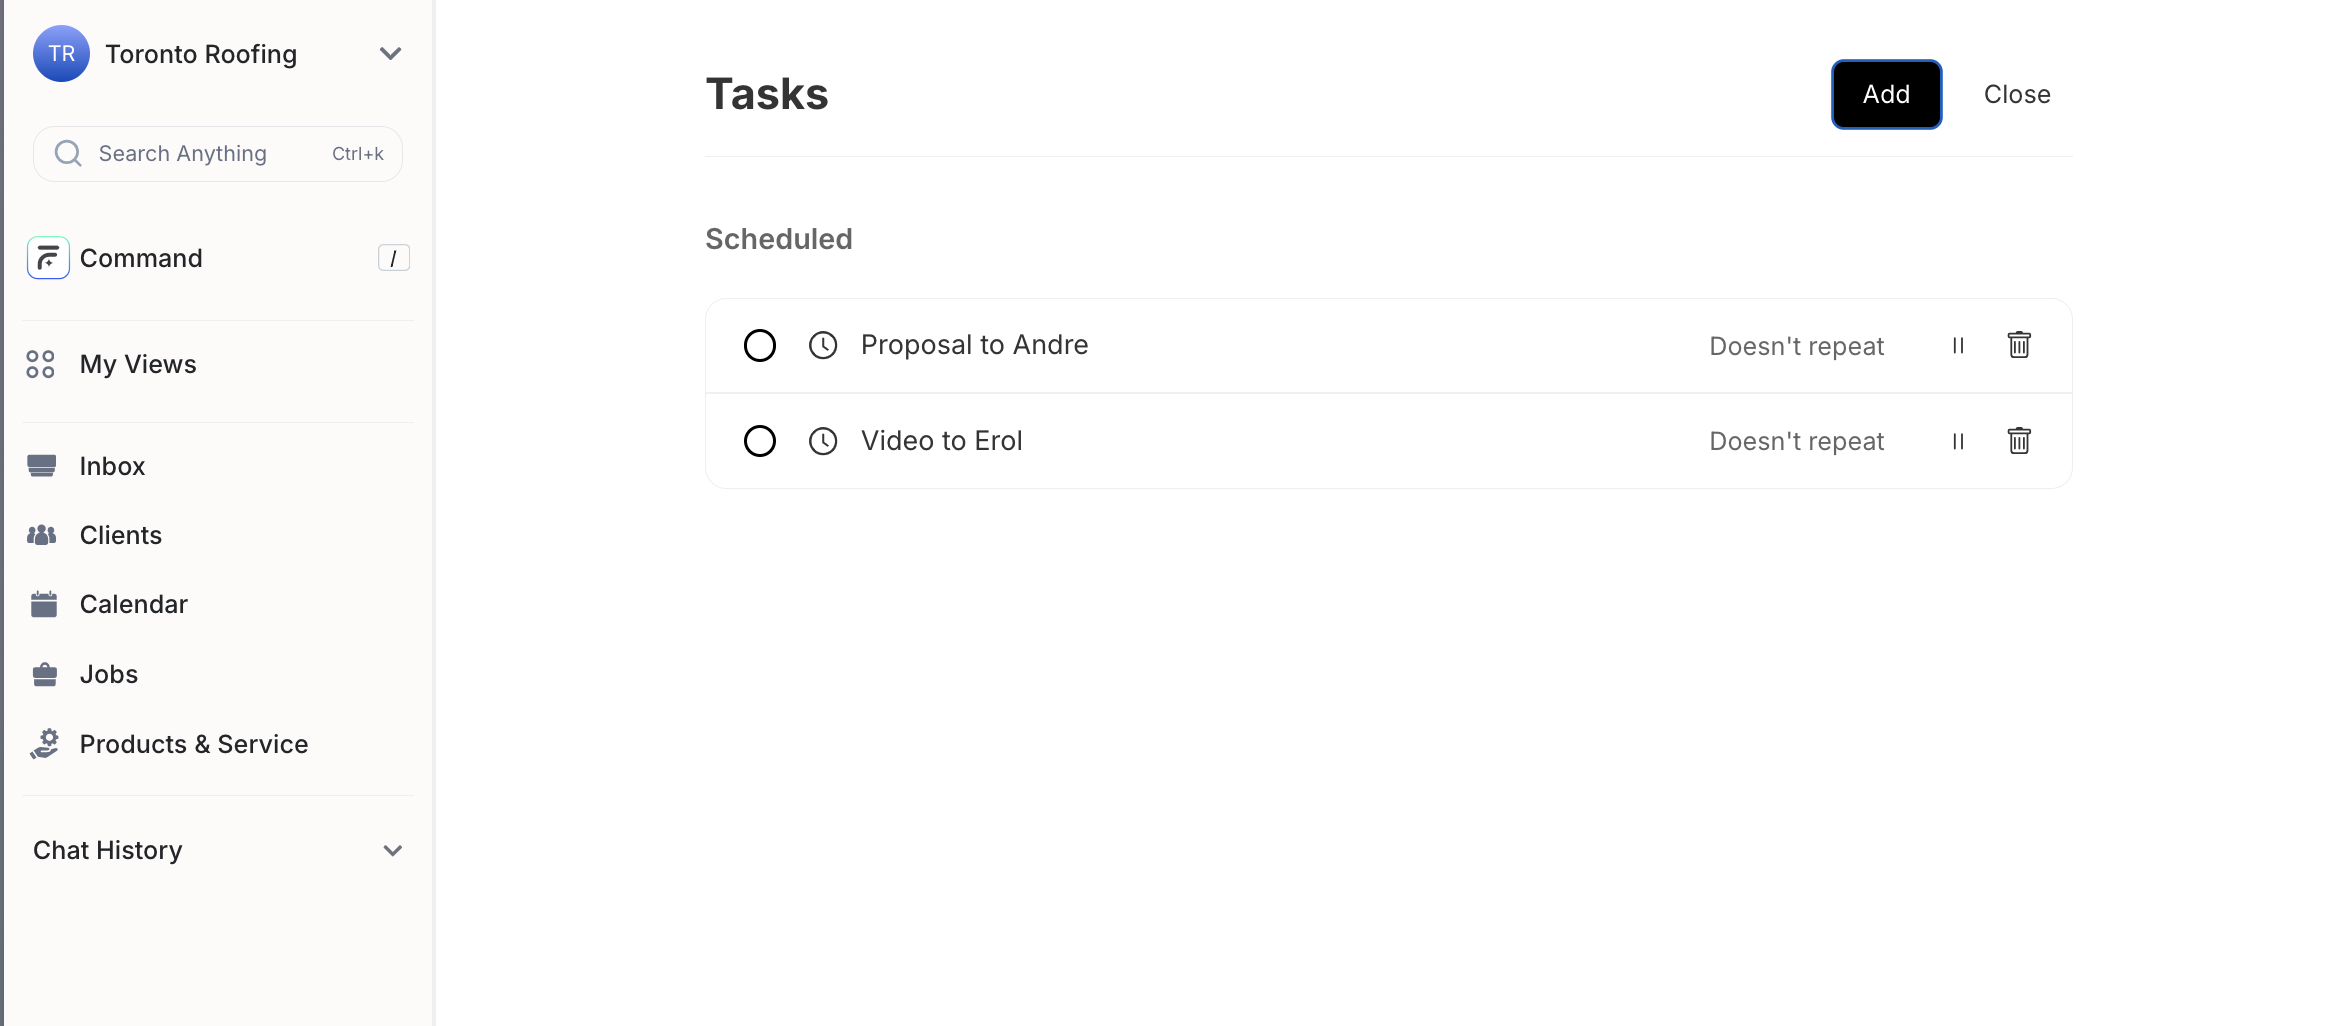 TR
Toronto Roofing
Search Anything
Ctrl+k
Command
/
My Views
Inbox
Clients
Calendar
Jobs
Products & Service
Chat History
Tasks
Add
Close
Scheduled
Proposal to Andre
Doesn't repeat
Video to Erol
Doesn't repeat